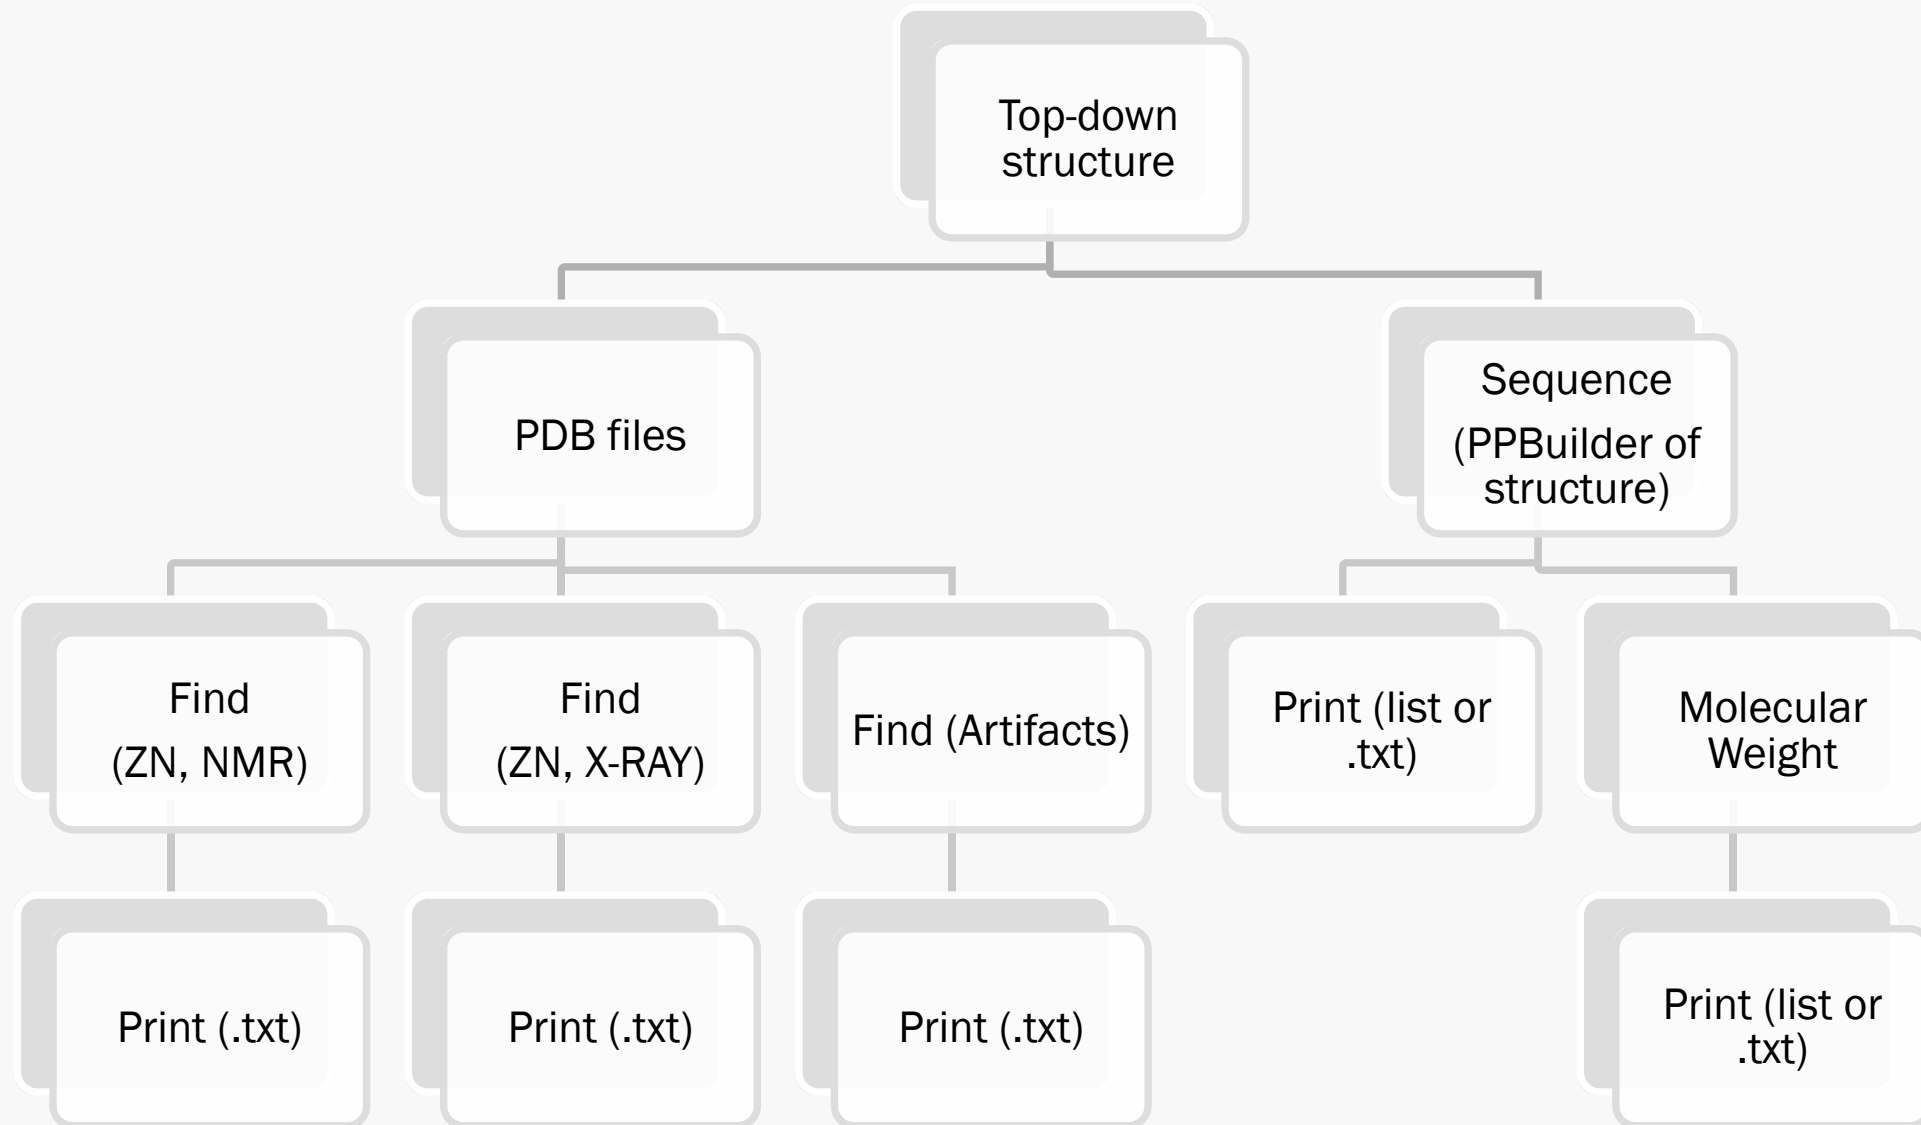 Top-down
structure
PDB files
Sequence
(PPBuilder of
structure)
Find
(ZN, NMR)
Find
(ZN, X-RAY)
Find (Artifacts)
Print (list or
.txt)
Molecular
Weight
Print (.txt)
Print (.txt)
Print (.txt)
Print (list or
.txt)